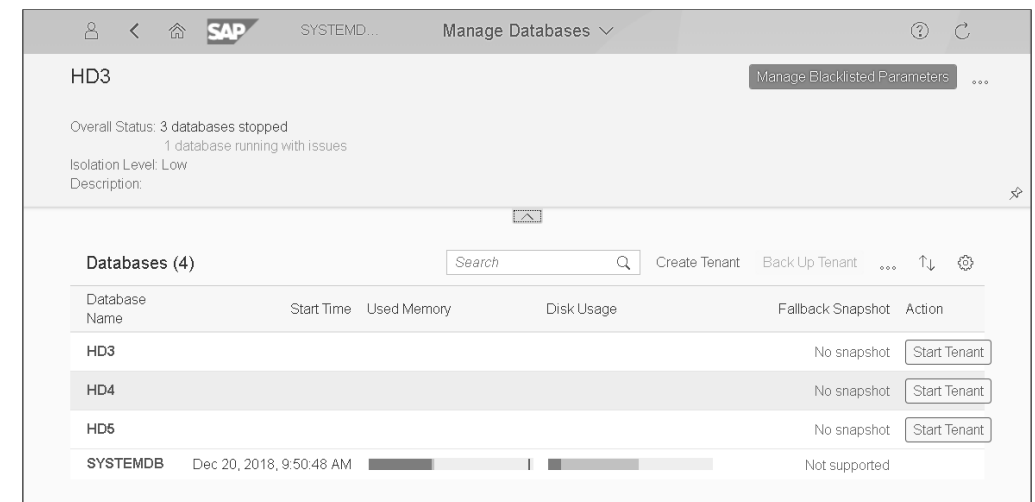 SAP SYSTEMD... Manage Databases
HD3 Manage Blacklisted Parameters ...
Overall Status: 3 databases stopped
1 database running with issues
Isolation Level: Low
Description:
Databases (4) Search Create Tenant Back Up Tenant ...
Database Name Start Time Used Memory Disk Usage Fallback Snapshot Action
HD3 No snapshot Start Tenant
HD4 No snapshot Start Tenant
HD5 No snapshot Start Tenant
SYSTEMDB Dec 20, 2018, 9:50:48 AM Not supported